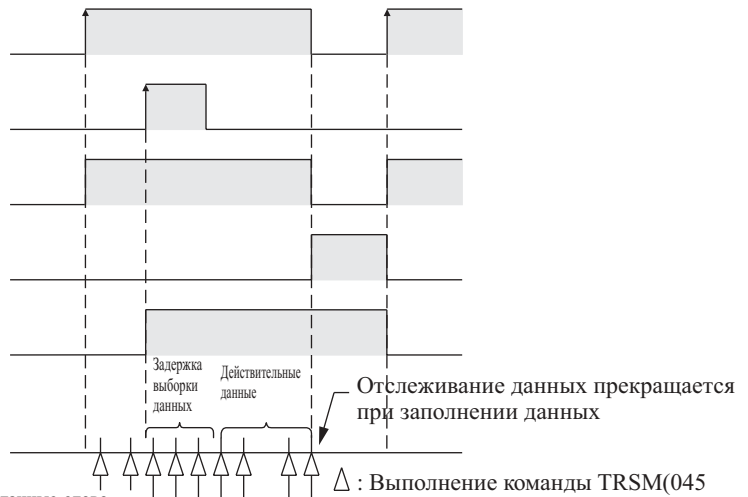 Задержка
выборки
данных
Действительные
данные
Отслеживание данных прекращается
при заполнении данных
: Выполнение команды TRSM(045